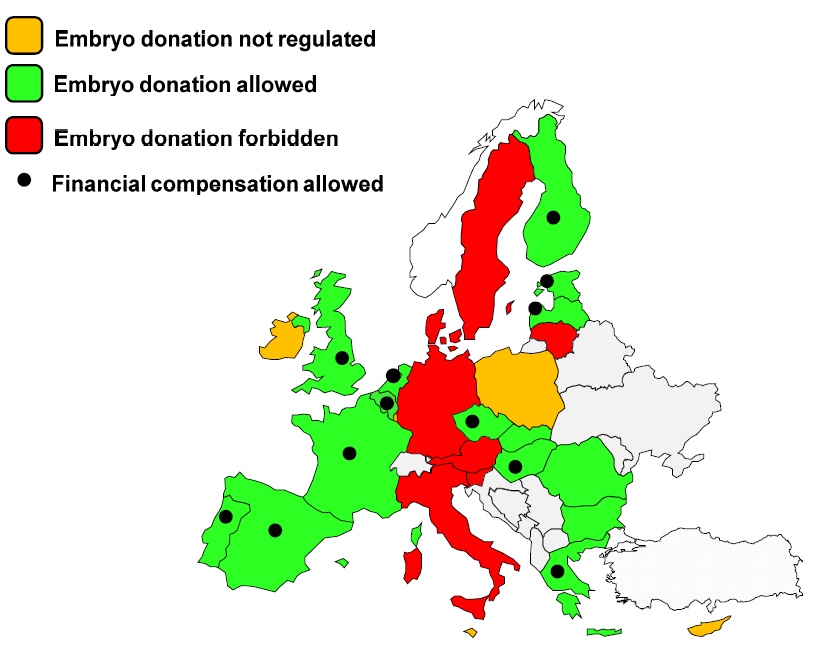 Embryo donation not regulated
Embryo donation allowed
Embryo donation forbidden
Financial compensation allowed